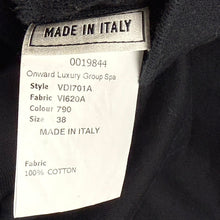 MADE IN ITALY
0019844
Onward Luxury Group Spa
Style VDI701A
Fabric VI620A
Colour 790
Size 38
MADE IN ITALY
Fabric
100% COTTON